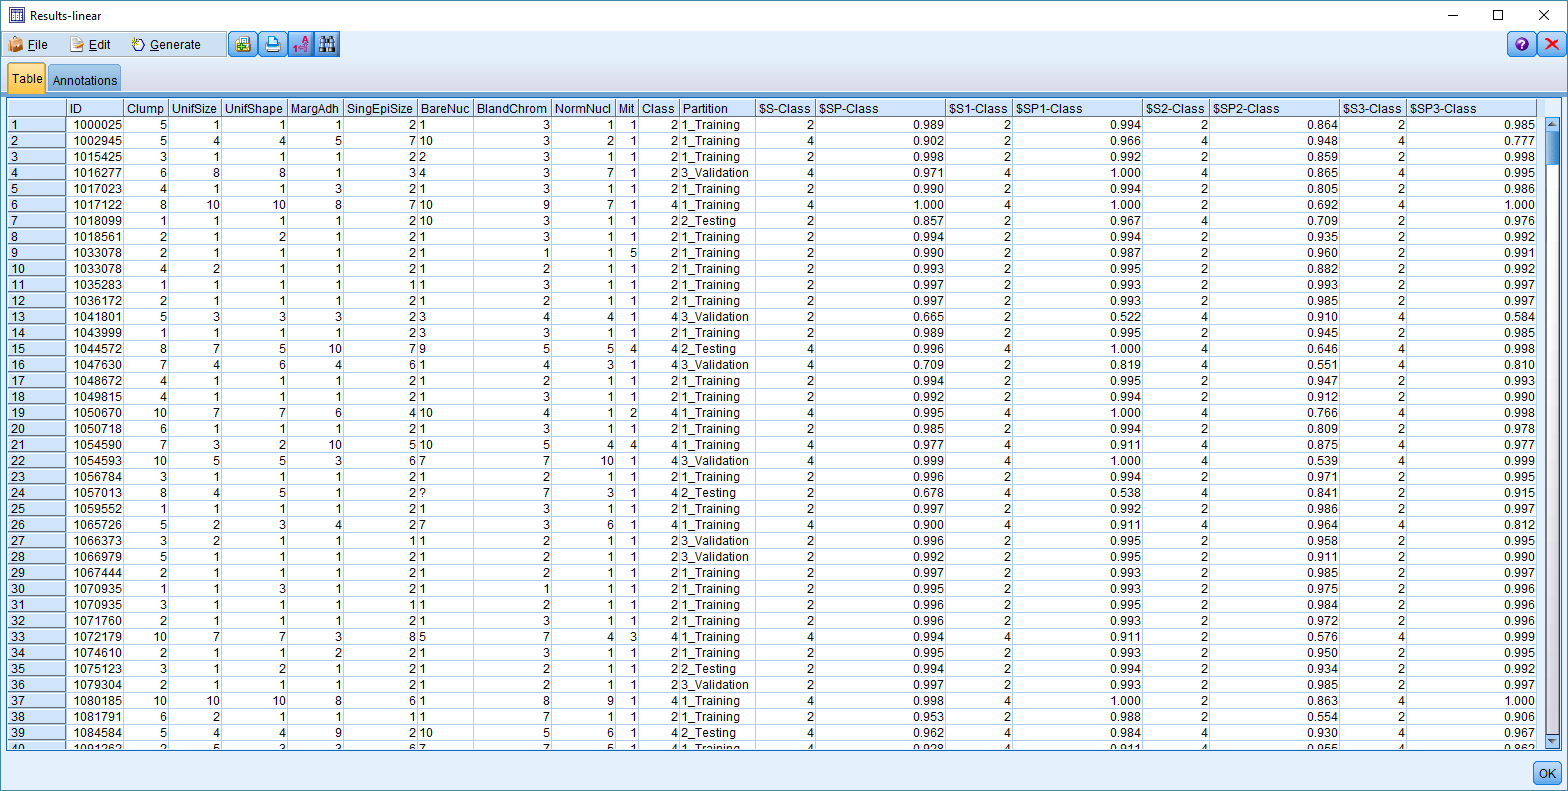 Results-linear
File Edit Generate
Table Annotations
ID Clump UnifSize UnifShape MargAdh SingEpiSize BareNuc BlandChrom NormNucl Mit Class Partition $S-Class $SP-Class $S1-Class $SP1-Class $S2-Class $SP2-Class $S3-Class $SP3-Class
1 1000025 5 1 1 1 2 1 3 1 1 2 1_Training 2 0.989 2 0.994 2 0.864 2 0.985
2 1002945 5 4 4 5 7 10 3 2 1 2 1_Training 4 0.902 2 0.966 4 0.948 4 0.777
3 1015425 3 1 1 1 2 2 3 1 1 2 1_Training 2 0.998 2 0.992 2 0.859 2 0.998
4 1016277 6 8 8 1 3 4 3 7 1 2 3_Validation 4 0.971 4 1.000 4 0.865 4 0.995
5 1017023 4 1 1 3 2 1 3 1 1 2 1_Training 2 0.990 2 0.994 2 0.805 2 0.986
6 1017122 8 10 10 8 7 10 9 7 1 4 1_Training 4 1.000 4 1.000 2 0.692 4 1.000
7 1018099 1 1 1 1 2 10 3 1 1 2 2_Testing 2 0.857 2 0.967 4 0.709 2 0.976
8 1018561 2 1 2 1 2 1 3 1 1 2 1_Training 2 0.994 2 0.994 2 0.935 2 0.992
9 1033078 2 1 1 1 2 1 1 1 5 2 1_Training 2 0.990 2 0.987 2 0.960 2 0.991
10 1033078 4 2 1 1 2 1 2 1 1 2 1_Training 2 0.993 2 0.995 2 0.882 2 0.992
11 1035283 1 1 1 1 1 1 3 1 1 2 1_Training 2 0.997 2 0.993 2 0.993 2 0.997
12 1036172 2 1 1 1 2 1 2 1 1 2 1_Training 2 0.997 2 0.993 2 0.985 2 0.997
13 1041801 5 3 3 3 2 3 4 4 1 4 3_Validation 2 0.665 2 0.522 4 0.910 4 0.584
14 1043999 1 1 1 1 2 3 3 1 1 2 1_Training 2 0.989 2 0.995 2 0.945 2 0.985
15 1044572 8 7 5 10 7 9 5 5 4 4 2_Testing 4 0.996 4 1.000 4 0.646 4 0.998
16 1047630 7 4 6 4 6 1 4 3 1 4 3_Validation 4 0.709 2 0.819 4 0.551 4 0.810
17 1048672 4 1 1 1 2 1 2 1 1 2 1_Training 2 0.994 2 0.995 2 0.947 2 0.993
18 1049815 4 1 1 1 2 1 3 1 1 2 1_Training 2 0.992 2 0.994 2 0.912 2 0.990
19 1050670 10 7 7 6 4 10 4 1 2 4 1_Training 4 0.995 4 1.000 4 0.766 4 0.998
20 1050718 6 1 1 1 2 1 3 1 1 2 1_Training 2 0.985 2 0.994 2 0.809 2 0.978
21 1054590 7 3 2 10 5 10 5 4 4 4 1_Training 4 0.977 4 0.911 4 0.875 4 0.977
22 1054593 10 5 5 3 6 7 7 10 1 4 3_Validation 4 0.999 4 1.000 4 0.539 4 0.999
23 1056784 3 1 1 1 2 1 2 1 1 2 1_Training 2 0.996 2 0.994 2 0.971 2 0.995
24 1057013 8 4 5 1 2 ? 7 3 1 4 2_Testing 2 0.678 4 0.538 4 0.841 2 0.915
25 1059552 1 1 1 1 2 1 3 1 1 2 1_Training 2 0.997 2 0.992 2 0.986 2 0.997
26 1065726 5 2 3 4 2 7 3 6 1 4 1_Training 4 0.900 4 0.911 4 0.964 4 0.812
27 1066373 3 2 1 1 1 1 2 1 1 2 3_Validation 2 0.996 2 0.995 2 0.958 2 0.995
28 1066979 5 1 1 1 2 1 2 1 1 2 3_Validation 2 0.992 2 0.995 2 0.911 2 0.990
29 1067444 2 1 1 1 2 1 2 1 1 2 1_Training 2 0.997 2 0.993 2 0.985 2 0.997
30 1070935 1 1 3 1 2 1 1 1 1 2 1_Training 2 0.995 2 0.993 2 0.975 2 0.996
31 1070935 3 1 1 1 1 1 2 1 1 2 1_Training 2 0.996 2 0.995 2 0.984 2 0.996
32 1071760 2 1 1 1 2 1 3 1 1 2 1_Training 2 0.996 2 0.993 2 0.972 2 0.996
33 1072179 10 7 7 3 8 5 7 4 3 4 1_Training 4 0.994 4 0.911 2 0.576 4 0.999
34 1074610 2 1 1 2 2 1 3 1 1 2 1_Training 2 0.995 2 0.993 2 0.950 2 0.995
35 1075123 3 1 2 1 2 1 2 1 1 2 2_Testing 2 0.994 2 0.994 2 0.934 2 0.992
36 1079304 2 1 1 1 2 1 2 1 1 2 3_Validation 2 0.997 2 0.993 2 0.985 2 0.997
37 1080185 10 10 10 8 6 1 8 9 1 4 1_Training 4 0.998 4 1.000 2 0.863 4 1.000
38 1081791 6 2 1 1 1 1 7 1 1 2 1_Training 2 0.953 2 0.988 2 0.554 2 0.906
39 1084584 5 4 4 9 2 10 5 6 1 4 2_Testing 4 0.962 4 0.984 4 0.930 4 0.967
40 1091262 2 5 3 3 6 7 7 5 1 4 1_Training 4 0.928 4 0.911 4 0.955 4 0.862
OK